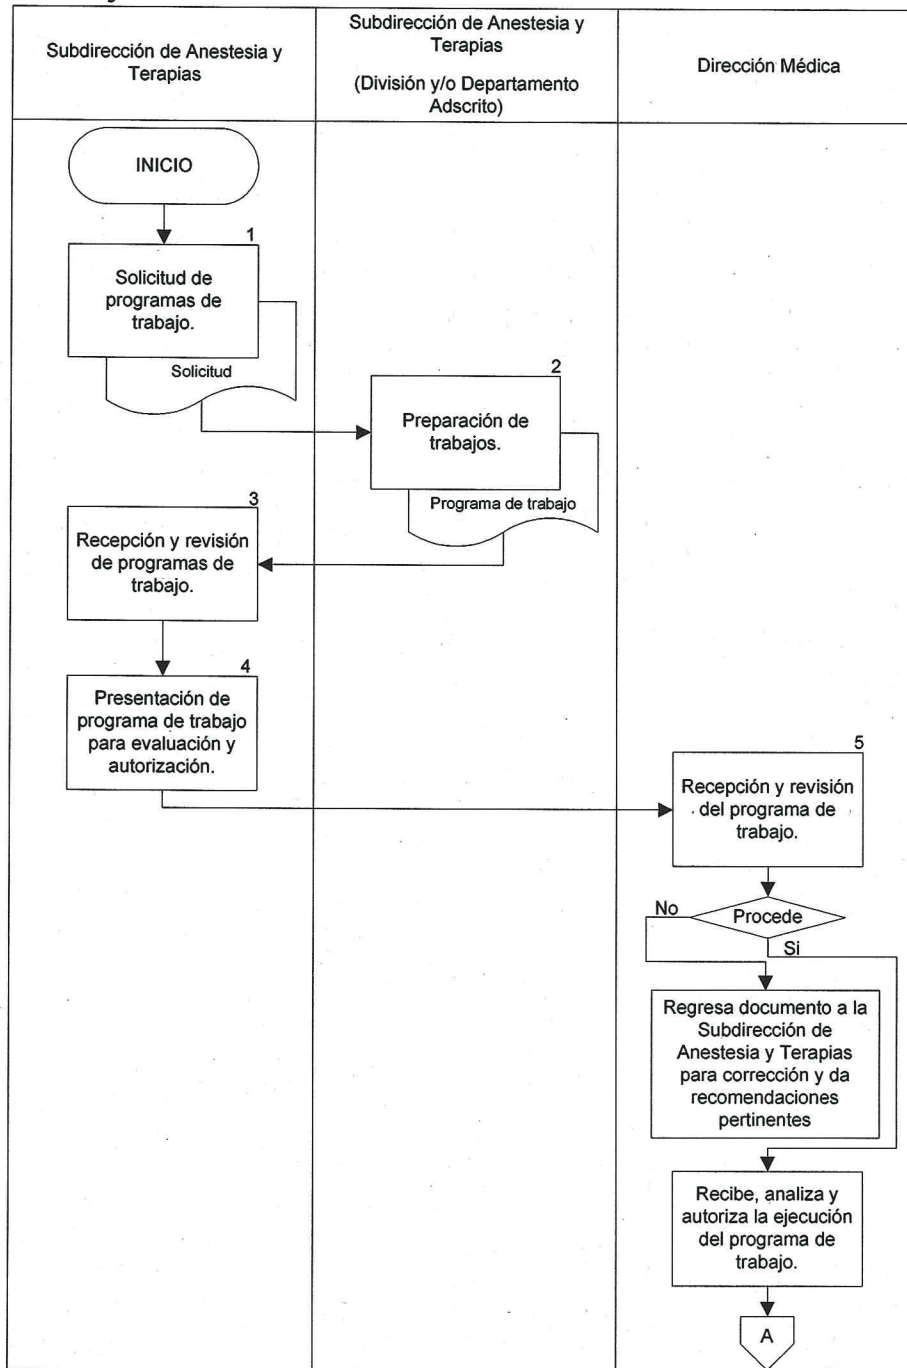 Subdirección de Anestesia y
Terapias
Subdirección de Anestesia y
Terapias
(División y/o Departamento
Adscrito)
Dirección Médica
INICIO
1
Solicitud de
programas de
trabajo.
Solicitud
2
Preparación de
trabajos.
Programa de trabajo
3
Recepción y revisión
de programas de
trabajo.
4
Presentación de
programa de trabajo
para evaluación y
autorización.
5
Recepción y revisión
del programa de
trabajo.
No
Procede
Si
Regresa documento a la
Subdirección de
Anestesia y Terapias
para corrección y da
recomendaciones
pertinentes
Recibe, analiza y
autoriza la ejecución
del programa de
trabajo.
A